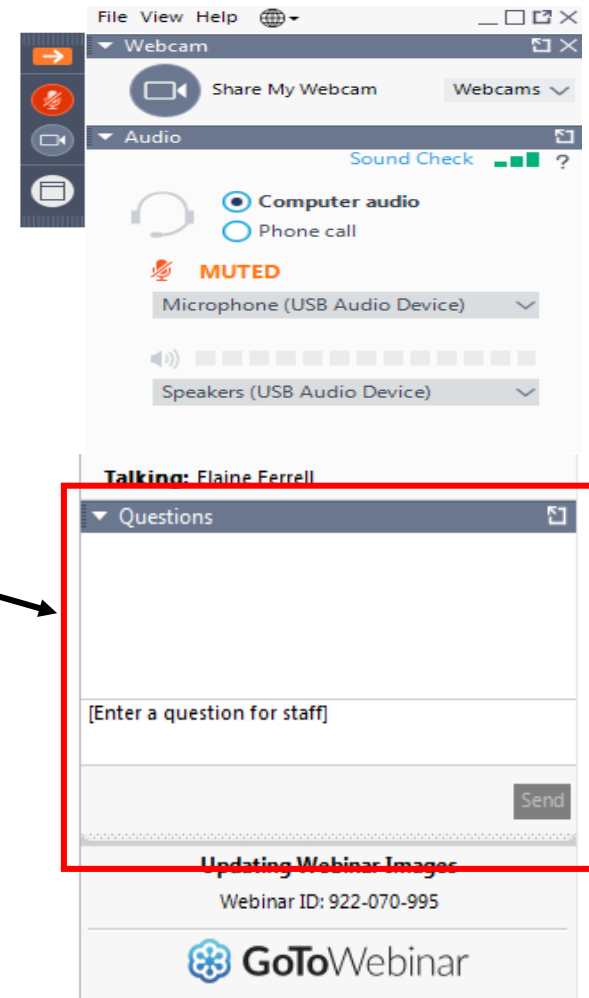 File View Help
Webcam
Share My Webcam Webcams
Audio
Sound Check ?
Computer audio
Phone call
MUTED
Microphone (USB Audio Device)
Speakers (USB Audio Device)
Talking: Elaine Ferrell
Questions
[Enter a question for staff]
Send
Updating Webinar Images
Webinar ID: 922-070-995
GoToWebinar